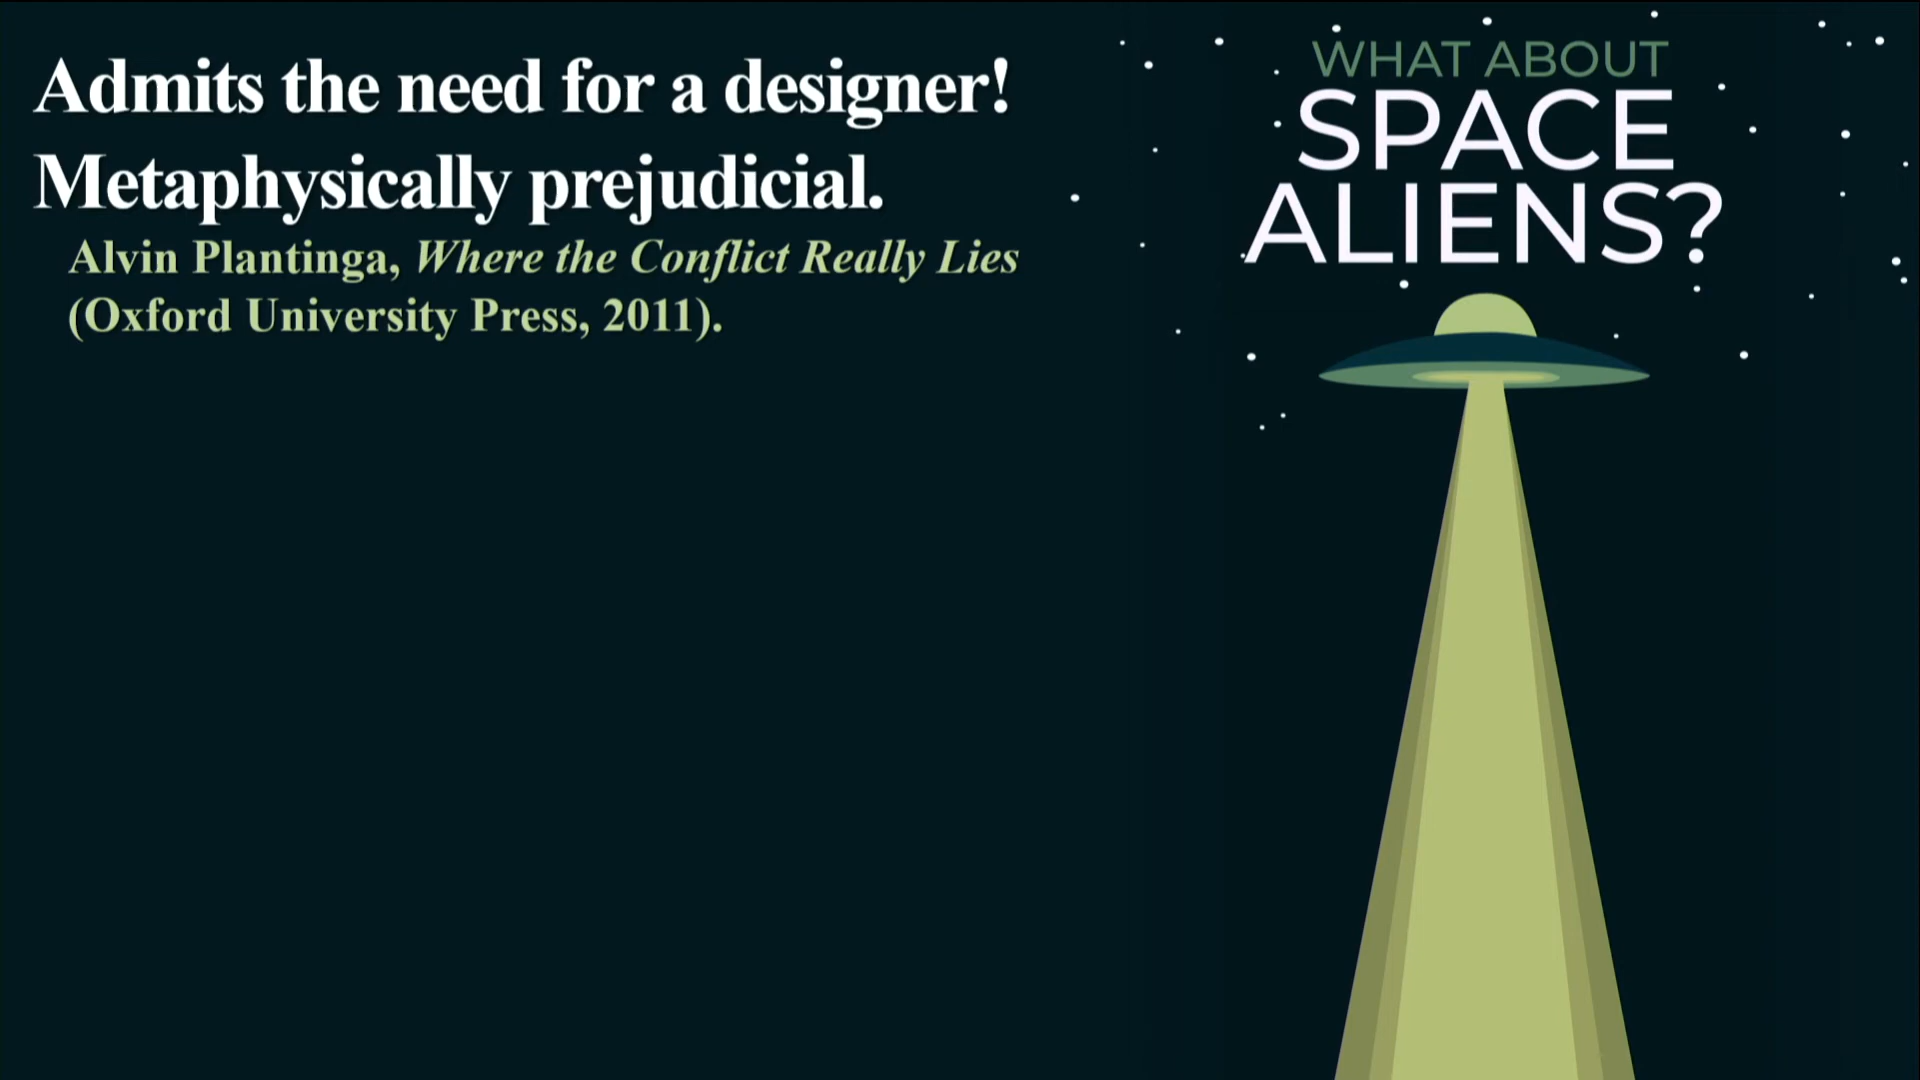 Admits the need for a designer!
Metaphysically prejudicial.
Alvin Plantinga, Where the Conflict Really Lies
(Oxford University Press, 2011).
WHAT ABOUT
SPACE
ALIENS?